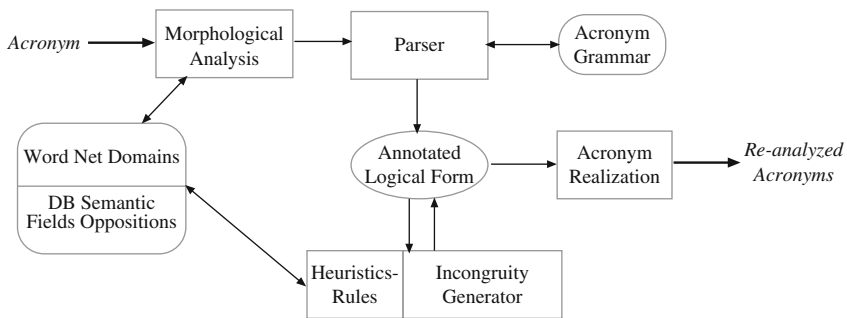 Acronym
Morphological
Analysis
Parser
Acronym
Grammar
Word Net Domains
DB Semantic
Fields Oppositions
Annotated
Logical Form
Acronym
Realization
Re-analyzed
Acronyms
Heuristics-
Rules
Incongruity
Generator